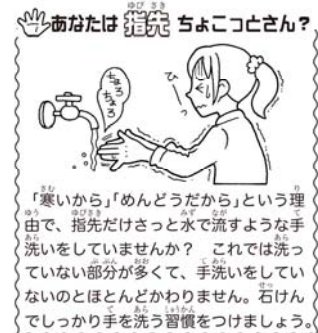 あなたは指先ちょこっとさん?
ちょろ
ちょろ
ひぃっ
「寒いから」「めんどうだから」という理
由で、指先だけさっと水で流すような手
洗いをしていませんか? これでは洗っ
ていない部分が多くて、手洗いをしてい
ないのとほとんどかわりません。石けん
でしっかり手を洗う習慣をつけましょう。